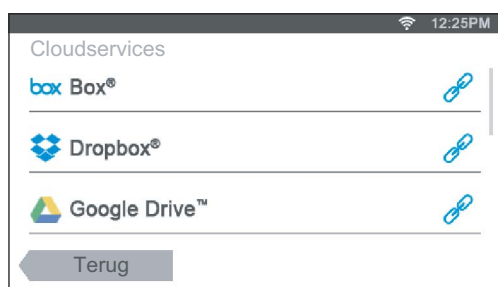 12:25PM
Cloudservices
box Box®
Dropbox®
Google Drive™
Terug